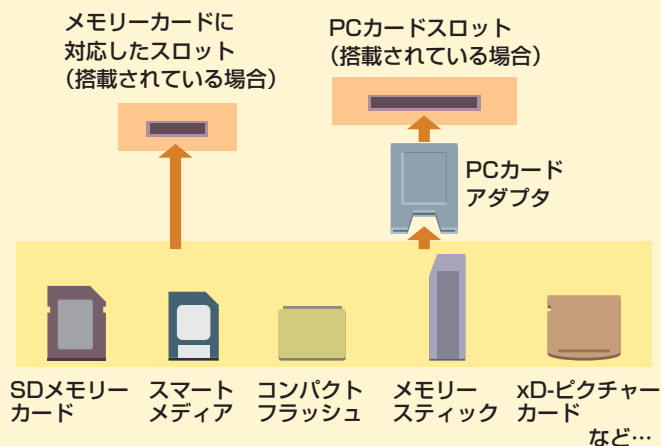 メモリーカードに
対応したスロット
（搭載されている場合）
PCカードスロット
（搭載されている場合）
PCカード
アダプタ
SDメモリー
カード
スマート
メディア
コンパクト
フラッシュ
メモリー
スティック
xD-ピクチャー
カード
など…